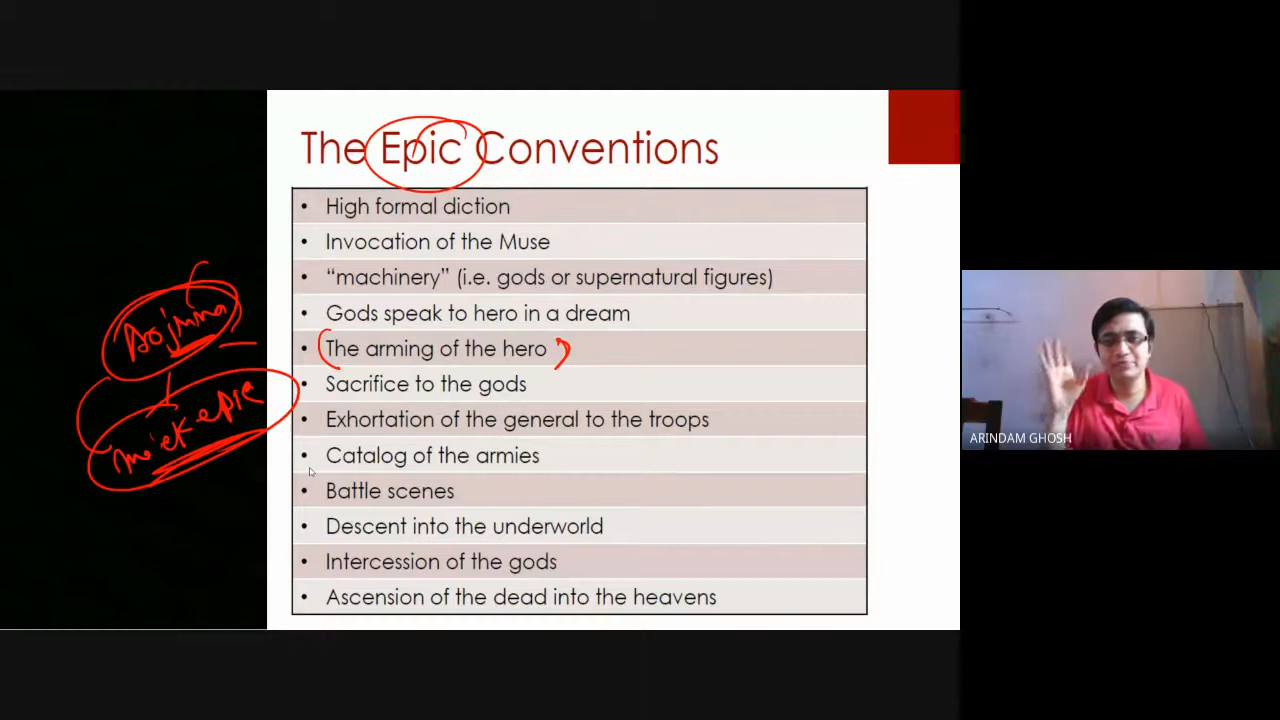 The Epic Conventions
• High formal diction
• Invocation of the Muse
• “machinery” (i.e. gods or supernatural figures)
• Gods speak to hero in a dream
• The arming of the hero
• Sacrifice to the gods
• Exhortation of the general to the troops
• Catalog of the armies
• Battle scenes
• Descent into the underworld
• Intercession of the gods
• Ascension of the dead into the heavens
mock epic
ARINDAM GHOSH